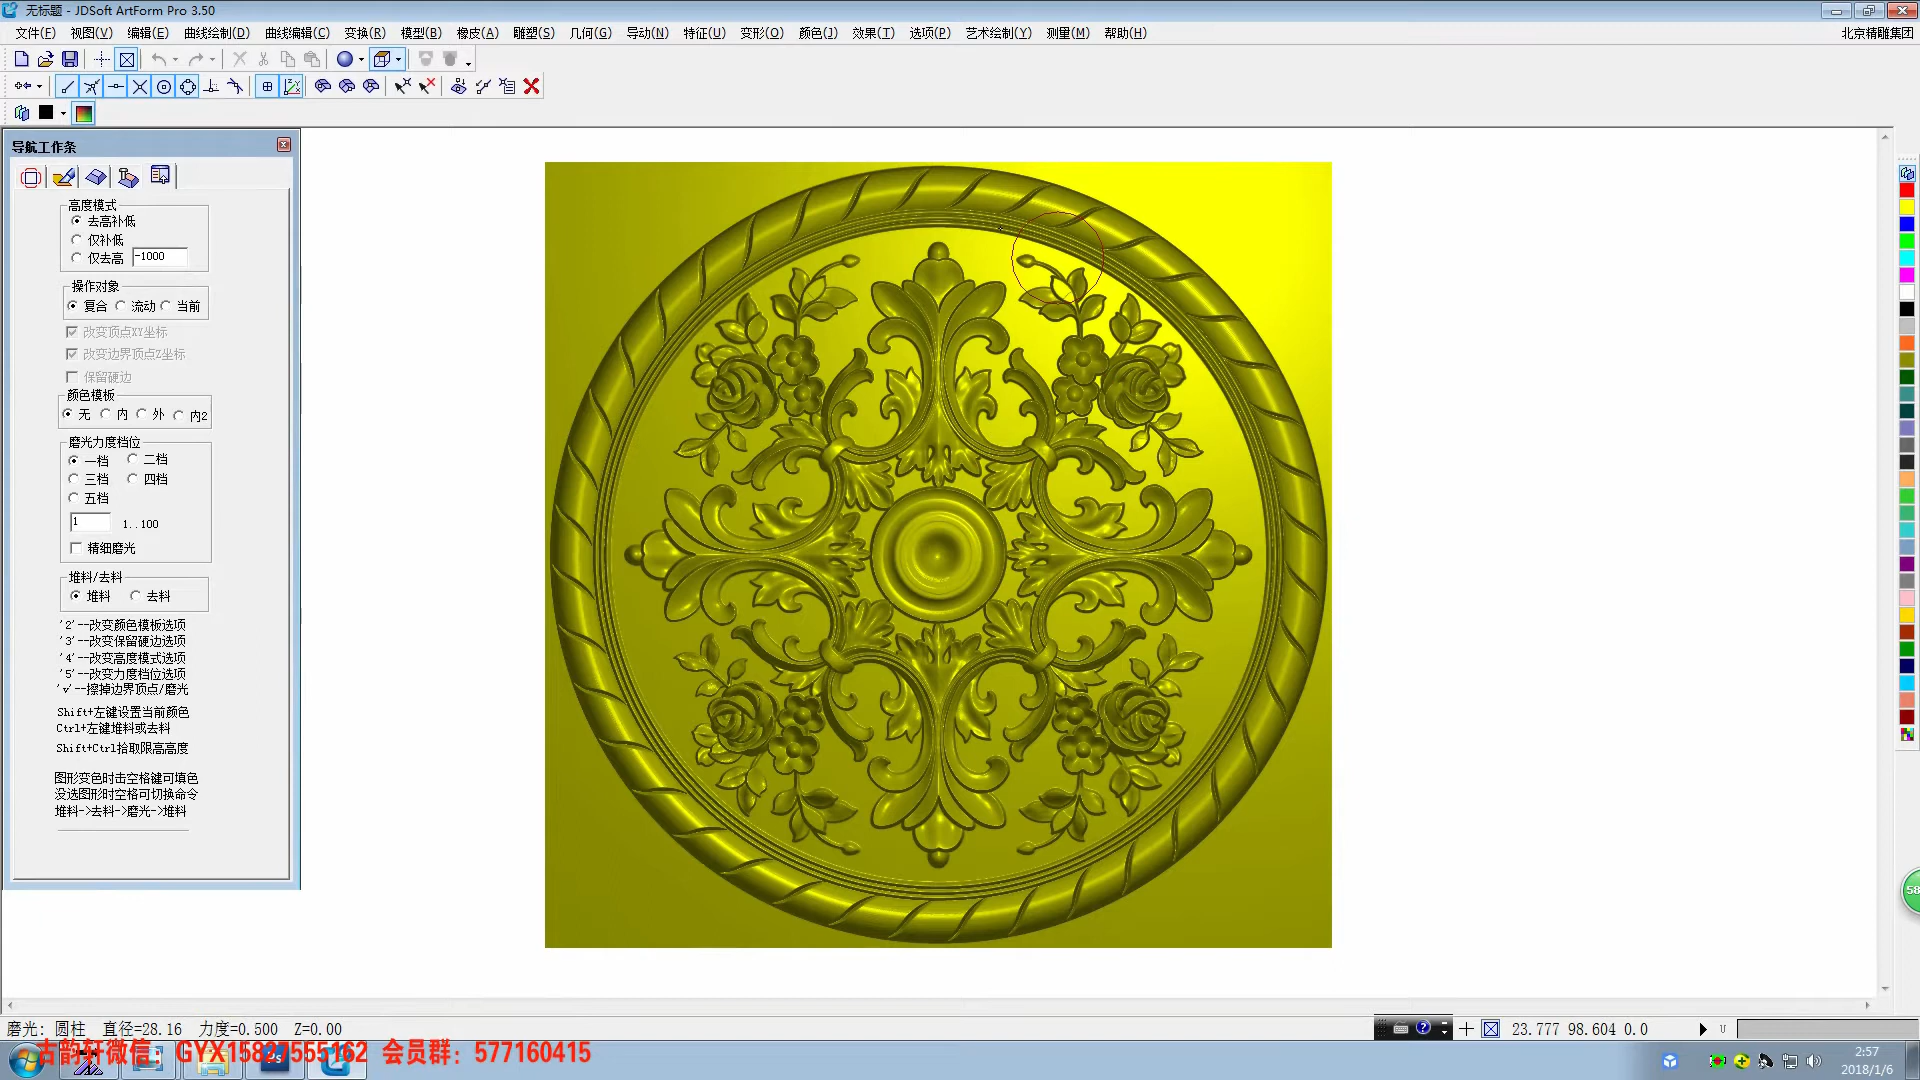 无标题 - JDSoft ArtForm Pro 3.50
文件(F) 视图(V) 编辑(E) 曲线绘制(D) 曲线编辑(C) 变换(R) 模型(B) 橡皮(A) 雕塑(S) 几何(G) 导动(N) 特征(U) 变形(O) 颜色(J) 效果(T) 选项(P) 艺术绘制(Y) 测量(M) 帮助(H) 北京精雕集团
导航工作条
高度模式
去高补低
仅补低
仅去高 -1000
操作对象
复合 流动 当前
改变顶点XY坐标
改变边界顶点Z坐标
保留硬边
颜色模板
无 内 外 内2
磨光力度档位
一档 二档
三档 四档
五档
1 1..100
精细磨光
堆料/去料
堆料 去料
'2'--改变颜色模板选项
'3'--改变保留硬边选项
'4'--改变高度模式选项
'5'--改变力度档位选项
'v'--擦掉边界顶点/磨光
Shift+左键设置当前颜色
Ctrl+左键堆料或去料
Shift+Ctrl拾取限高高度
图形变色时击空格键可填色
没选图形时空格可切换命令
堆料->去料->磨光->堆料
58
磨光: 圆柱 直径=28.16 力度=0.500 Z=0.00
23.777 98.604 0.0
古韵轩微信: GYX15827555162 会员群: 577160415
2:57
2018/1/6